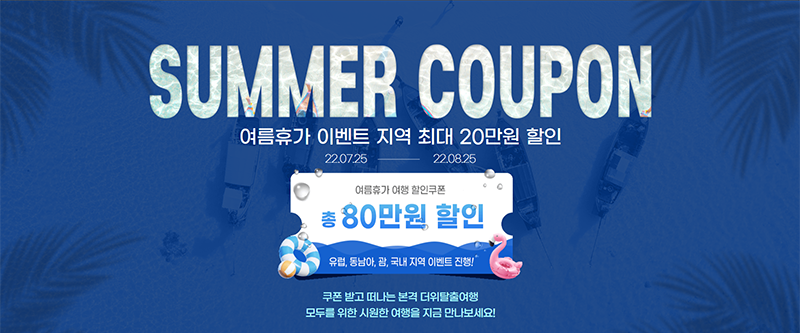 SUMMER COUPON
여름휴가 이벤트 지역 최대 20만원 할인
22.07.25 22.08.25
여름휴가 여행 할인쿠폰
총 80만원 할인
유럽, 동남아, 괌, 국내 지역 이벤트 진행!
쿠폰 받고 떠나는 본격 더위탈출여행
모두를 위한 시원한 여행을 지금 만나보세요!